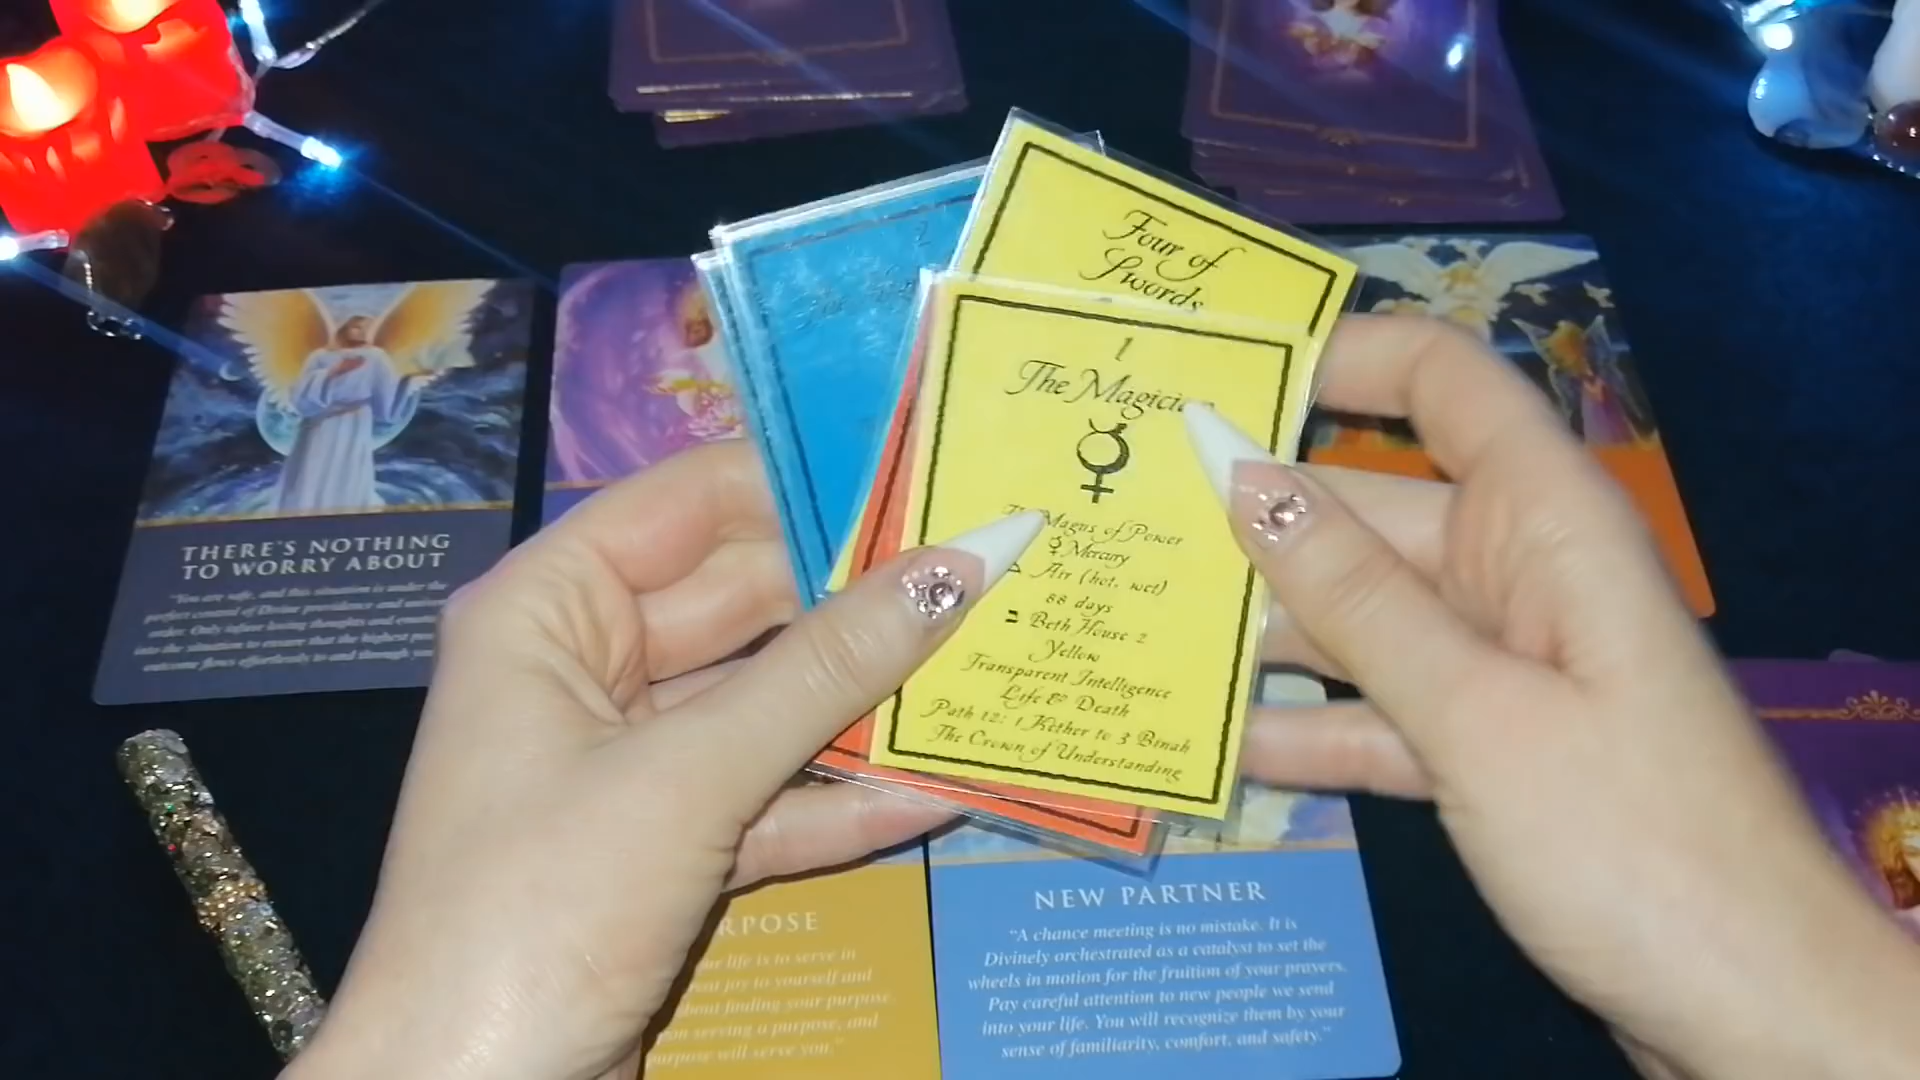 Four of
Swords
2
1
The Magician
Magus of Power
☿ Mercury
Air (hot, wet)
88 days
ב Beth House 2
Yellow
Transparent Intelligence
Life & Death
Path 12: 1 Kether to 3 Binah
The Crown of Understanding
THERE'S NOTHING
TO WORRY ABOUT
"You are safe, and this situation is under the
perfect control of Divine providence and
order. Only infuse loving thoughts and
into the situation to ensure that the highest
outcome flows effortlessly to and through
RPOSE
life is to serve in
great joy to yourself and
about finding your purpose
upon serving a purpose, and
purpose will serve you."
NEW PARTNER
"A chance meeting is no mistake. It is
Divinely orchestrated as a catalyst to set the
wheels in motion for the fruition of your prayers.
Pay careful attention to new people we send
into your life. You will recognize them by your
sense of familiarity, comfort, and safety."